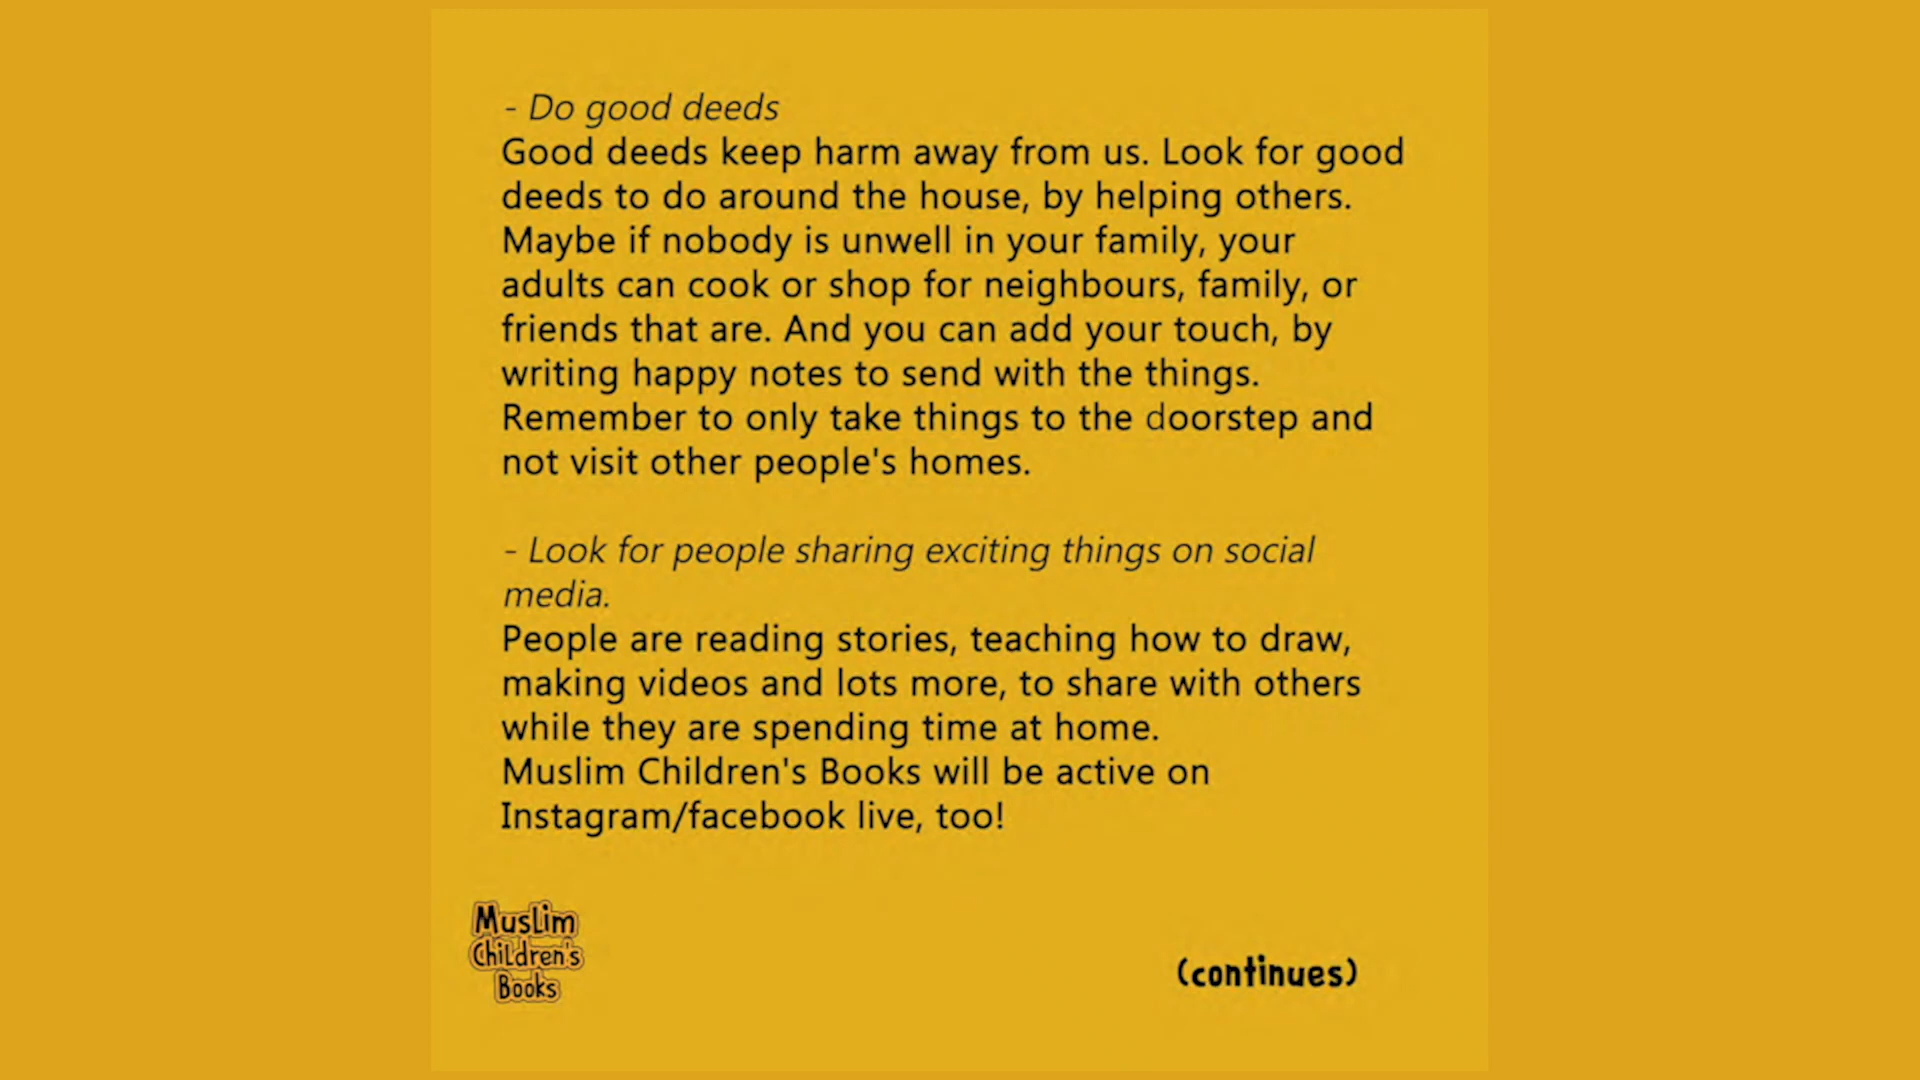 - Do good deeds
Good deeds keep harm away from us. Look for good
deeds to do around the house, by helping others.
Maybe if nobody is unwell in your family, your
adults can cook or shop for neighbours, family, or
friends that are. And you can add your touch, by
writing happy notes to send with the things.
Remember to only take things to the doorstep and
not visit other people's homes.
- Look for people sharing exciting things on social
media.
People are reading stories, teaching how to draw,
making videos and lots more, to share with others
while they are spending time at home.
Muslim Children's Books will be active on
Instagram/facebook live, too!
Muslim
Children's
Books
(continues)